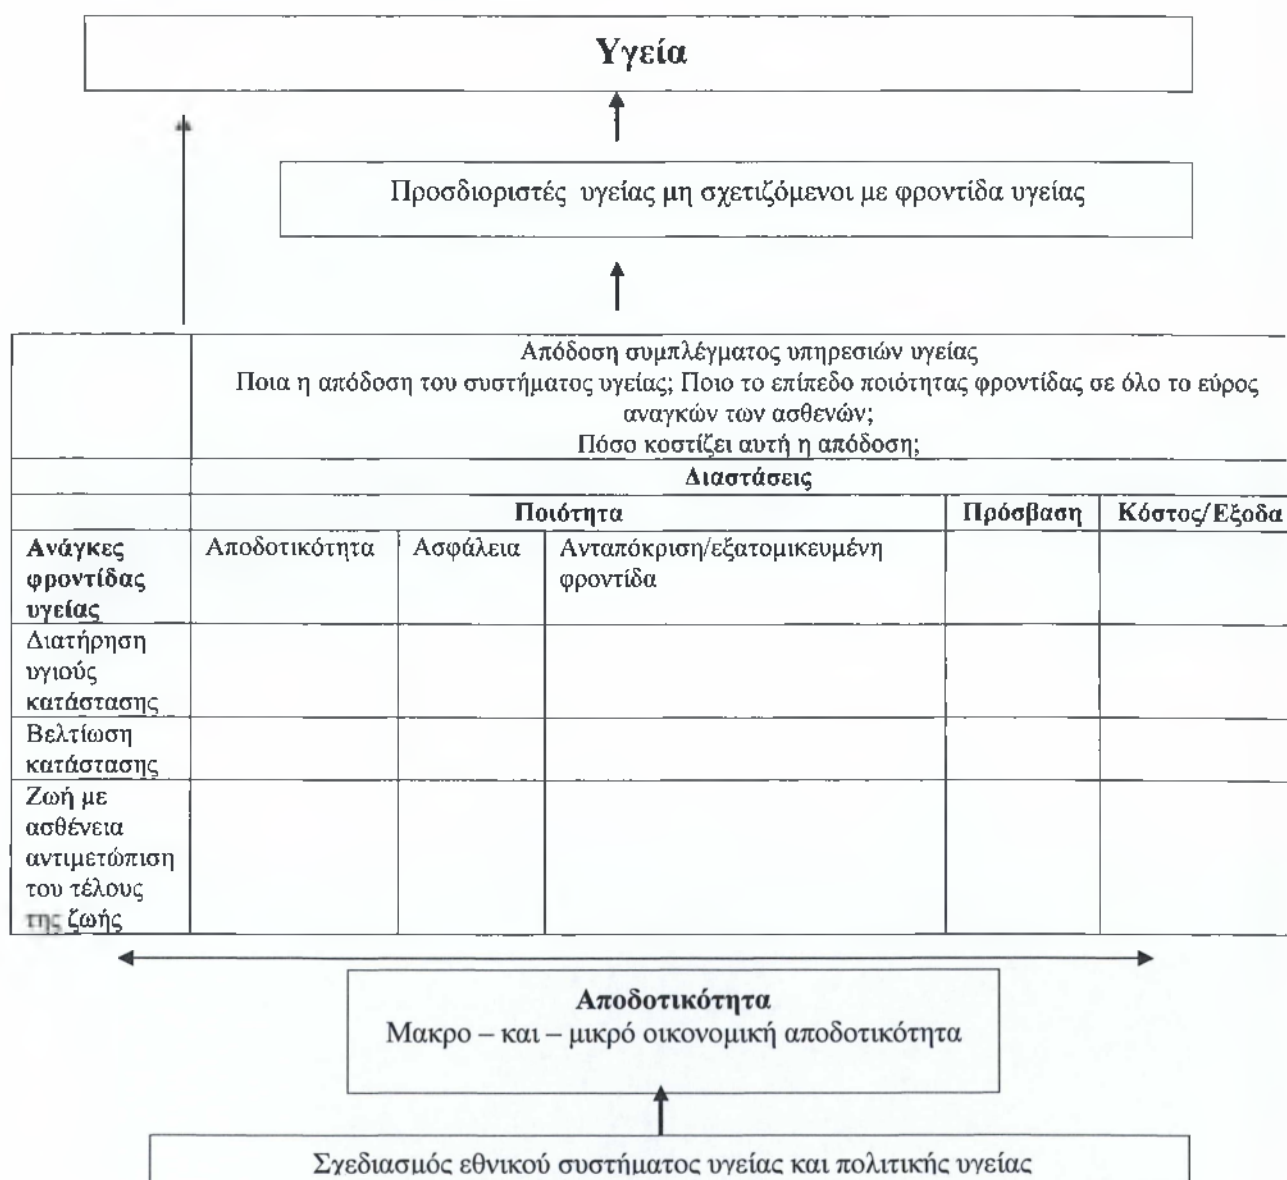 Υγεία
Προσδιοριστές υγείας μη σχετιζόμενοι με φροντίδα υγείας
Απόδοση συμπλέγματος υπηρεσιών υγείας
Ποια η απόδοση του συστήματος υγείας; Ποιο το επίπεδο ποιότητας φροντίδας σε όλο το εύρος
αναγκών των ασθενών;
Πόσο κοστίζει αυτή η απόδοση;
Διαστάσεις
Ποιότητα
Πρόσβαση
Κόστος/Εξοδα
Ανάγκες
φροντίδας
υγείας
Αποδοτικότητα
Ασφάλεια
Ανταπόκριση/εξατομικευμένη
φροντίδα
Διατήρηση
υγιούς
κατάστασης
Βελτίωση
κατάστασης
Ζωή με
ασθένεια
αντιμετώπιση
του τέλους
της ζωής
Αποδοτικότητα
Μακρο – και – μικρό οικονομική αποδοτικότητα
Σχεδιασμός εθνικού συστήματος υγείας και πολιτικής υγείας